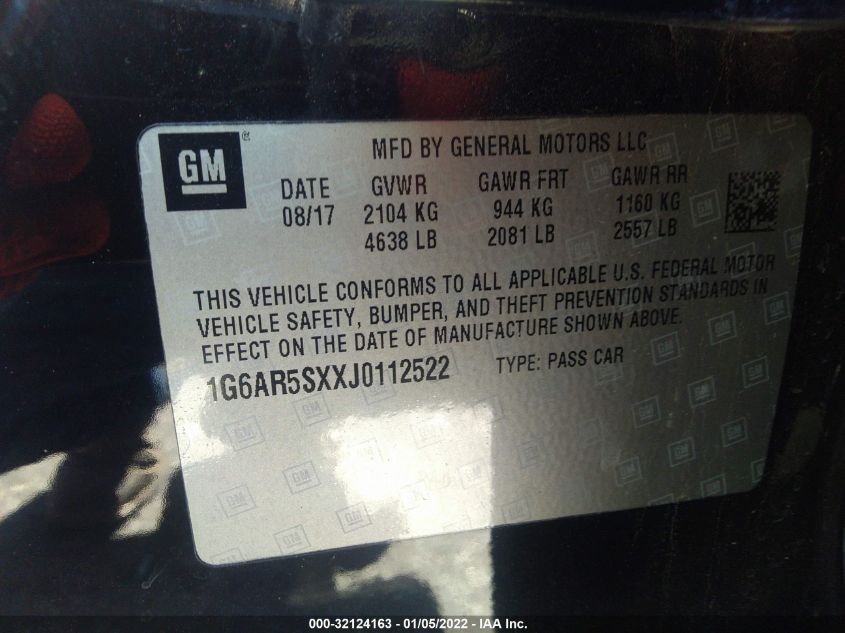 GM
MFD BY GENERAL MOTORS LLC
DATE GVWR GAWR FRT GAWR RR
08/17 2104 KG 944 KG 1160 KG
4638 LB 2081 LB 2557 LB
THIS VEHICLE CONFORMS TO ALL APPLICABLE U.S. FEDERAL MOTOR
VEHICLE SAFETY, BUMPER, AND THEFT PREVENTION STANDARDS IN
EFFECT ON THE DATE OF MANUFACTURE SHOWN ABOVE.
1G6AR5SXXJ0112522 TYPE: PASS CAR
000-32124163 - 01/05/2022 - IAA Inc.